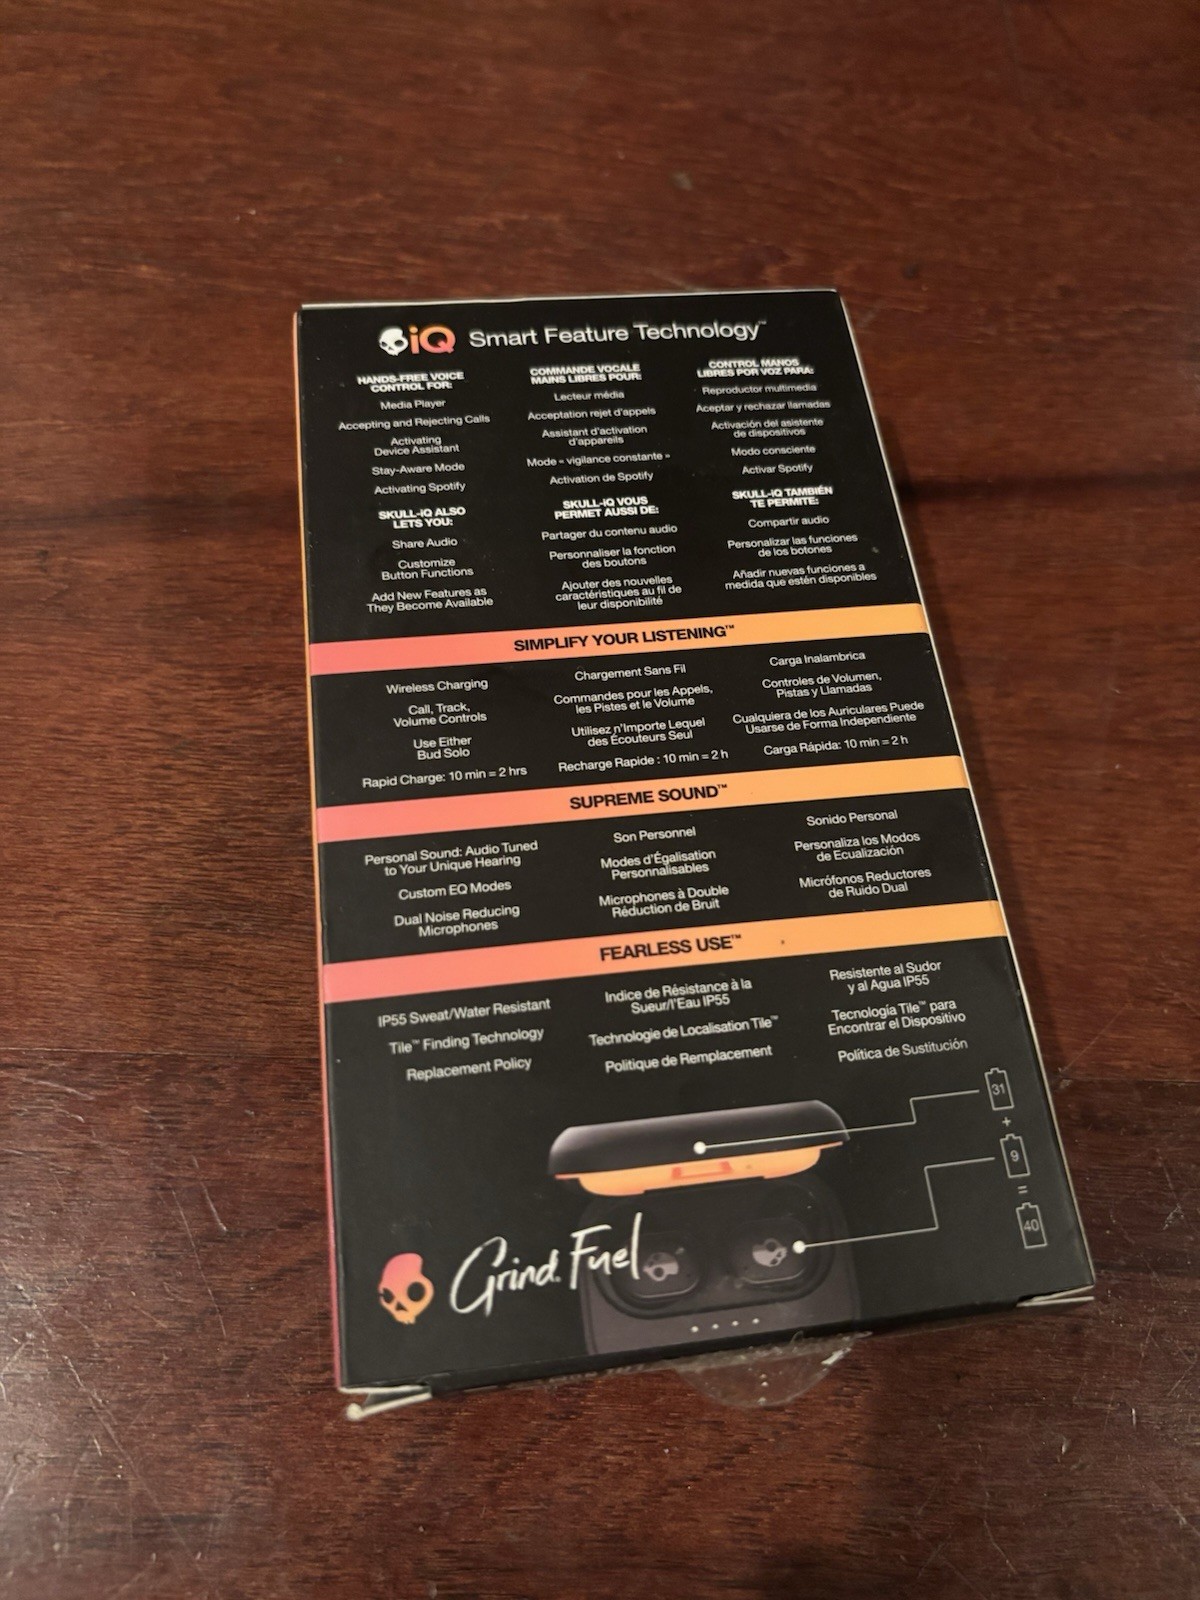 iQ Smart Feature Technology™
HANDS-FREE VOICE
CONTROL FOR:
Media Player
Accepting and Rejecting Calls
Activating
Device Assistant
Stay-Aware Mode
Activating Spotify
SKULL-iQ ALSO
LETS YOU:
Share Audio
Customize
Button Functions
Add New Features as
They Become Available
COMMANDE VOCALE
MAINS LIBRES POUR:
Lecteur média
Acceptation rejet d'appels
Assistant d'activation
d'appareils
Mode « vigilance constante »
Activation de Spotify
SKULL-iQ VOUS
PERMET AUSSI DE:
Partager du contenu audio
Personnaliser la fonction
des boutons
Ajouter des nouvelles
caractéristiques au fil de
leur disponibilité
CONTROL MANOS
LIBRES POR VOZ PARA:
Reproductor multimedia
Aceptar y rechazar llamadas
Activación del asistente
de dispositivos
Modo consciente
Activar Spotify
SKULL-iQ TAMBIÉN
TE PERMITE:
Compartir audio
Personalizar las funciones
de los botones
Añadir nuevas funciones a
medida que estén disponibles
SIMPLIFY YOUR LISTENING™
Wireless Charging
Call, Track,
Volume Controls
Use Either
Bud Solo
Rapid Charge: 10 min = 2 hrs
Chargement Sans Fil
Commandes pour les Appels,
les Pistes et le Volume
Utilisez n'Importe Lequel
des Écouteurs Seul
Recharge Rapide : 10 min = 2 h
Carga Inalambrica
Controles de Volumen,
Pistas y Llamadas
Cualquiera de los Auriculares Puede
Usarse de Forma Independiente
Carga Rápida: 10 min = 2 h
SUPREME SOUND™
Personal Sound: Audio Tuned
to Your Unique Hearing
Custom EQ Modes
Dual Noise Reducing
Microphones
Son Personnel
Modes d'Égalisation
Personnalisables
Microphones à Double
Réduction de Bruit
Sonido Personal
Personaliza los Modos
de Ecualización
Micrófonos Reductores
de Ruido Dual
FEARLESS USE™
IP55 Sweat/Water Resistant
Tile™ Finding Technology
Replacement Policy
Indice de Résistance à la
Sueur/l'Eau IP55
Technologie de Localisation Tile™
Politique de Remplacement
Resistente al Sudor
y al Agua IP55
Tecnología Tile™ para
Encontrar el Dispositivo
Política de Sustitución
31
+
9
=
40
Grind. Fuel